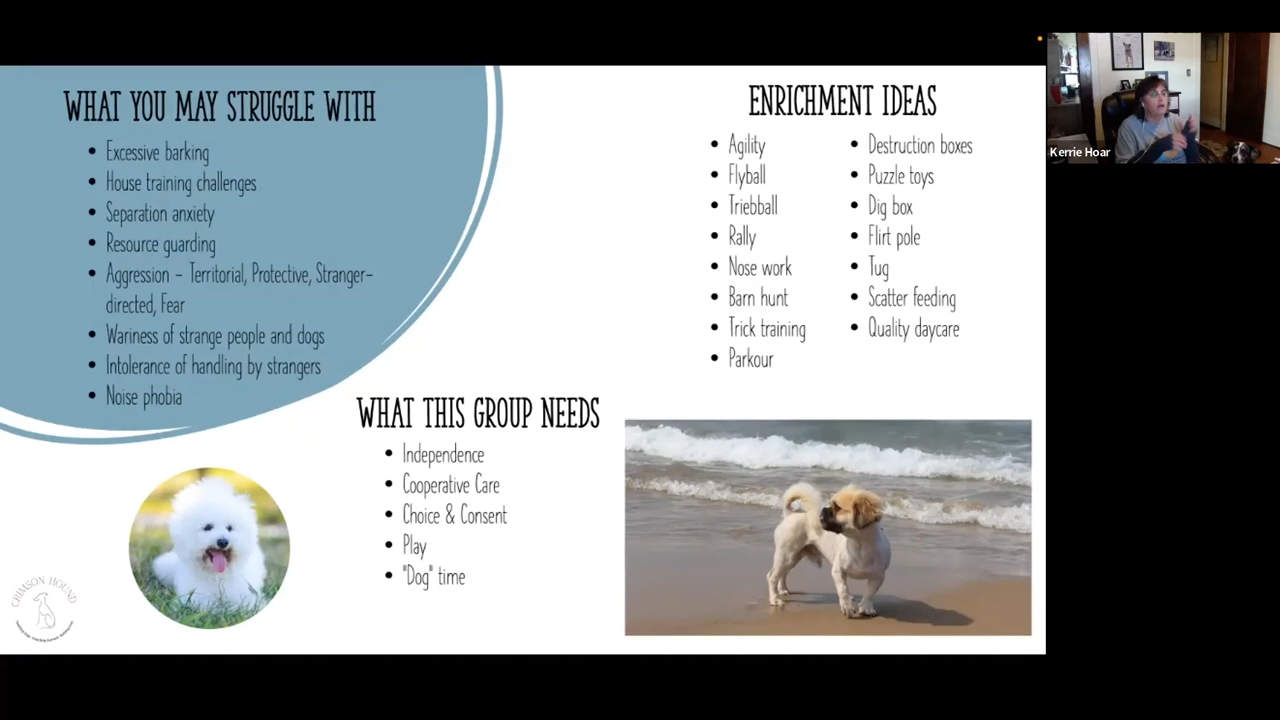 WHAT YOU MAY STRUGGLE WITH
Excessive barking
House training challenges
Separation anxiety
Resource guarding
Aggression - Territorial, Protective, Stranger-
directed, Fear
Wariness of strange people and dogs
Intolerance of handling by strangers
Noise phobia
WHAT THIS GROUP NEEDS
Independence
Cooperative Care
Choice & Consent
Play
"Dog" time
ENRICHMENT IDEAS
Agility
Flyball
Triebball
Rally
Nose work
Barn hunt
Trick training
Parkour
Destruction boxes
Puzzle toys
Dig box
Flirt pole
Tug
Scatter feeding
Quality daycare
CRIMSON HOUND
Kerrie Hoar